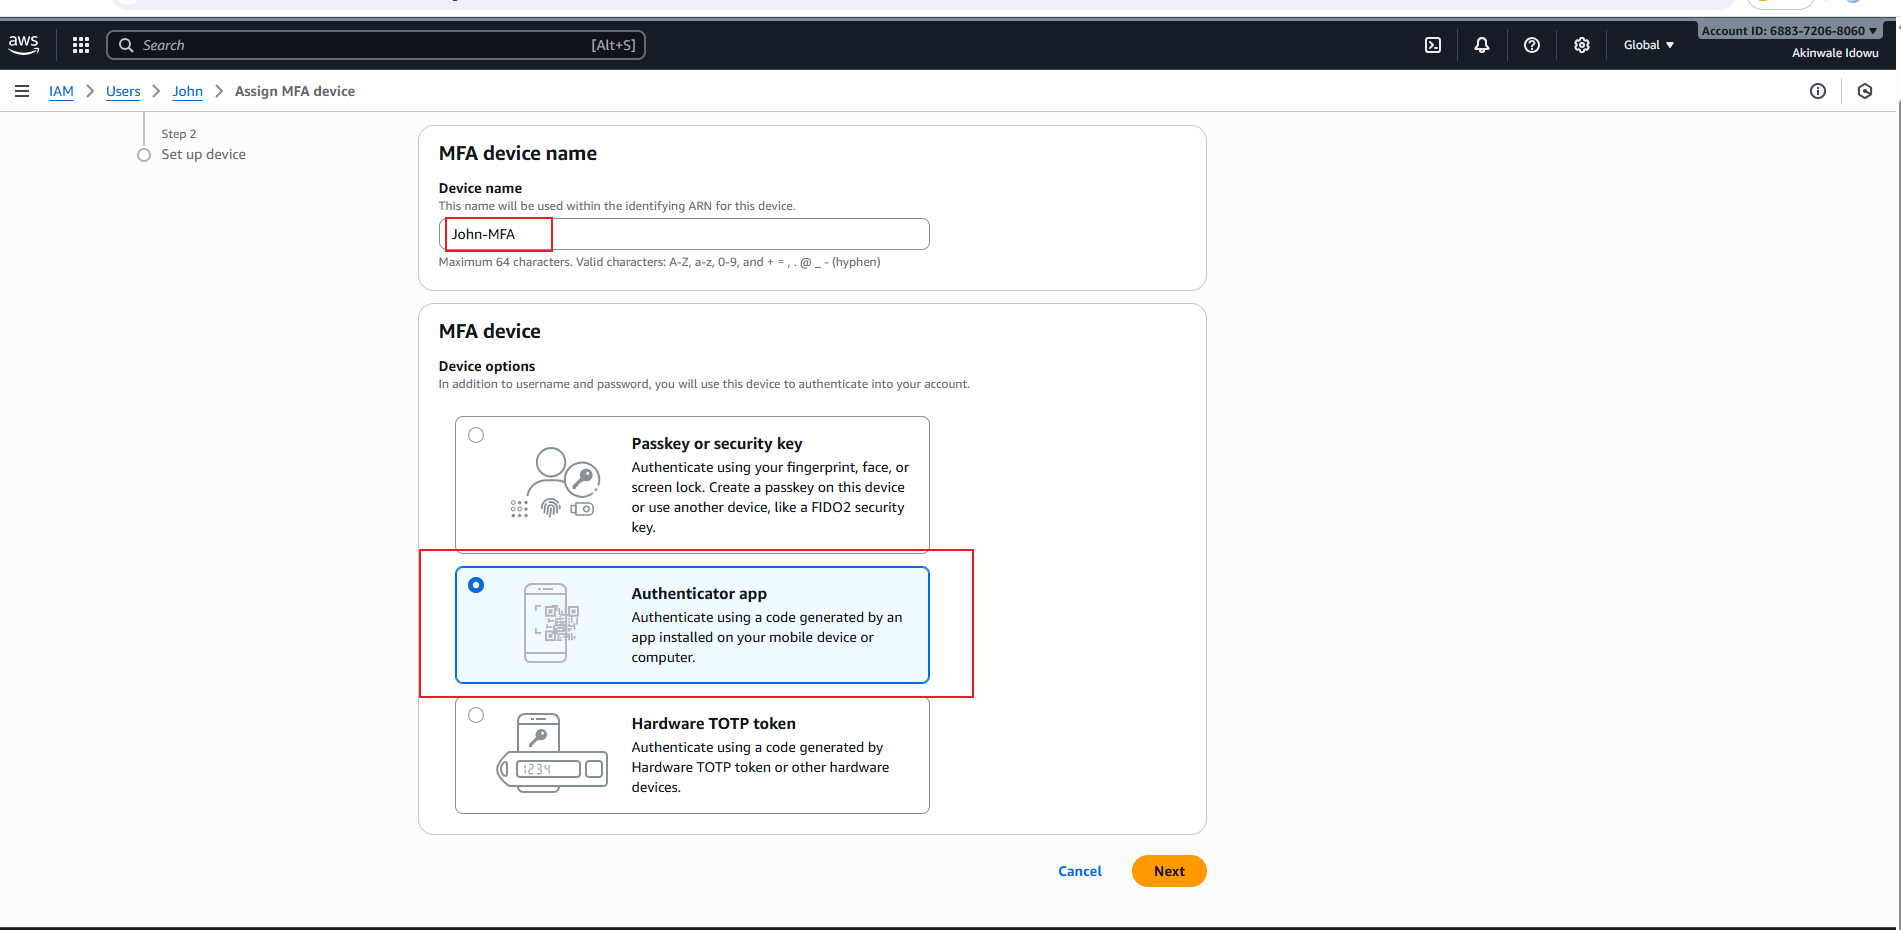 aws
Search
[Alt+S]
Global
Account ID: 6883-7206-8060
Akinwale Idowu
IAM
Users
John
Assign MFA device
Step 2
Set up device
MFA device name
Device name
This name will be used within the identifying ARN for this device.
John-MFA
Maximum 64 characters. Valid characters: A-Z, a-z, 0-9, and + = , . @ _ - (hyphen)
MFA device
Device options
In addition to username and password, you will use this device to authenticate into your account.
Passkey or security key
Authenticate using your fingerprint, face, or
screen lock. Create a passkey on this device
or use another device, like a FIDO2 security
key.
Authenticator app
Authenticate using a code generated by an
app installed on your mobile device or
computer.
Hardware TOTP token
1234
Authenticate using a code generated by
Hardware TOTP token or other hardware
devices.
Cancel
Next